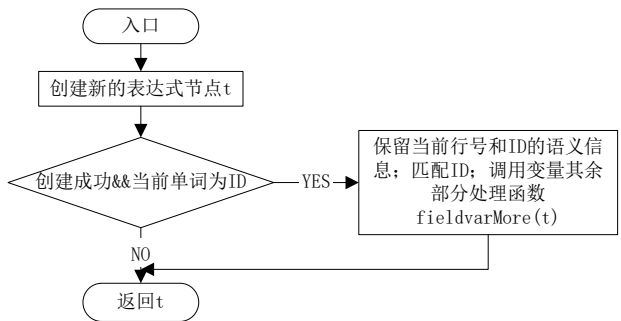 入口
创建新的表达式节点t
创建成功&&当前单词为ID
YES
保留当前行号和ID的语义信
息；匹配ID；调用变量其余
部分处理函数
fieldvarMore(t)
NO
返回t